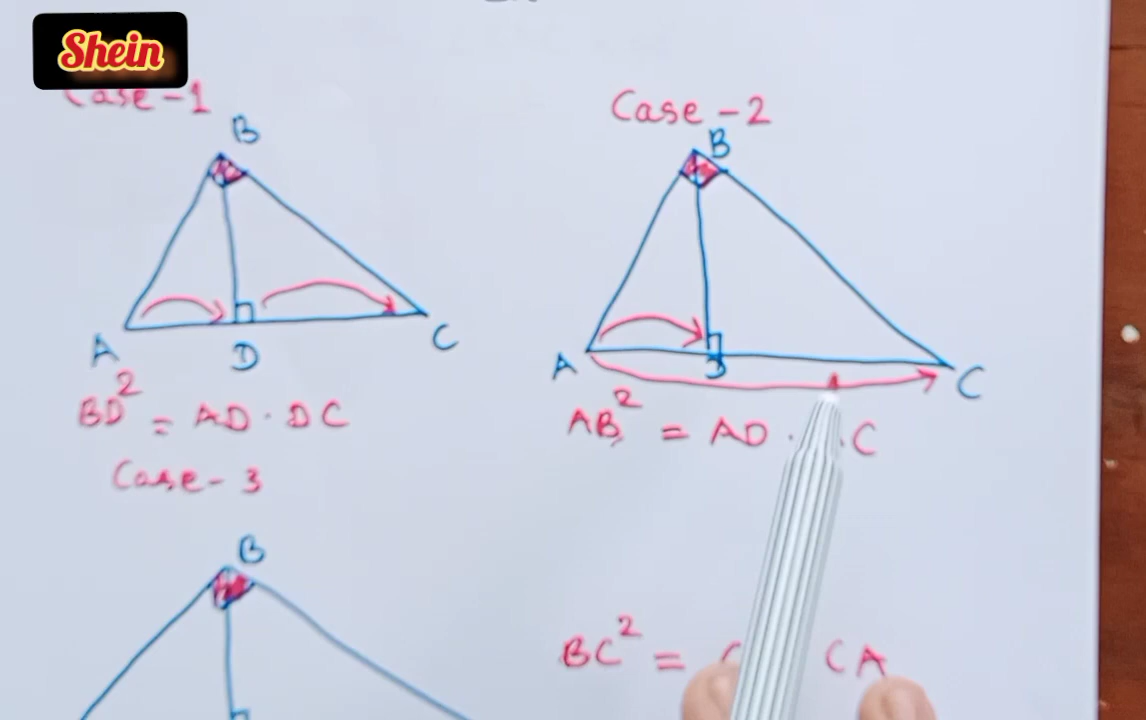 Shein
Case-1
B
A
D
C
BD² = AD · DC
Case-2
B
A
D
C
AB² = AD · C
Case-3
B
BC² = CA